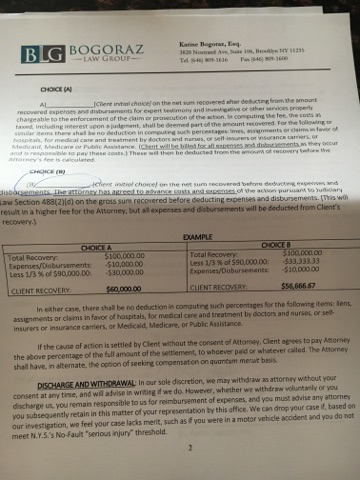 BLG BOGORAZ
LAW GROUP
Karine Bogoraz, Esq.
Tel. (646) 809-1616 Fax (646) 809-1600
CHOICE (A)
A)__________[Client initial choice] on the net sum recovered after deducting from the amount
recovered expenses and disbursements for expert testimony and investigative or other services properly
chargeable to the enforcement of the claim or prosecution of the action. In computing the fee, the costs as
taxed, including interest upon a judgment, shall be deemed part of the amount recovered. For the following or
similar items there shall be no deduction in computing such percentages: liens, assignments or claims in favor of
hospitals, for medical care and treatment by doctors and nurses, or self-insurers or insurance carriers, or
Medicaid, Medicare or Public Assistance. (Client will be billed for all expenses and disbursements as they occur
and is responsible to pay these costs.) These will then be deducted from the amount of recovery before the
Attorney's fee is calculated.
CHOICE (B)
[Client initial choice] on the net sum recovered before deducting expenses and
disbursements. The attorney has agreed to advance costs and expenses of the action pursuant to Judiciary
Law Section 488(2)(d) on the gross sum recovered before deducting expenses and disbursements. (This will
result in a higher fee for the Attorney, but all expenses and disbursements will be deducted from Client's
recovery.)
EXAMPLE
CHOICE A CHOICE B
Total Recovery: $100,000.00 Total Recovery: $100,000.00
Expenses/Disbursements: -$10,000.00 Less 1/3 % of $90,000.00: -$33,333.33
Less 1/3 % of $90,000.00: -$30,000.00 Expenses/Disbursements: -$10,000.00
CLIENT RECOVERY: $60,000.00 CLIENT RECOVERY: $56,666.67
In either case, there shall be no deduction in computing such percentages for the following items: liens,
assignments or claims in favor of hospitals, for medical care and treatment by doctors and nurses, or self-
insurers or insurance carriers, or Medicaid, Medicare, or Public Assistance.
If the cause of action is settled by Client without the consent of Attorney, Client agrees to pay Attorney
the above percentage of the full amount of the settlement, to whoever paid or whatever called. The Attorney
shall have, in alternate, the option of seeking compensation on quantum meruit basis.
DISCHARGE AND WITHDRAWAL: In our sole discretion, we may withdraw as attorney without your
consent at any time, and will advise in writing if we do. However, whether we withdraw voluntarily or you
discharge us, you remain responsible to us for reimbursement of expenses, and you must advise any attorney
you subsequently retain in this matter of your representation by this office. We can drop your case if, based on
our investigation, we feel your case lacks merit, such as if you were in a motor vehicle accident and you do not
meet N.Y.S.'s No-Fault "serious injury" threshold.
2